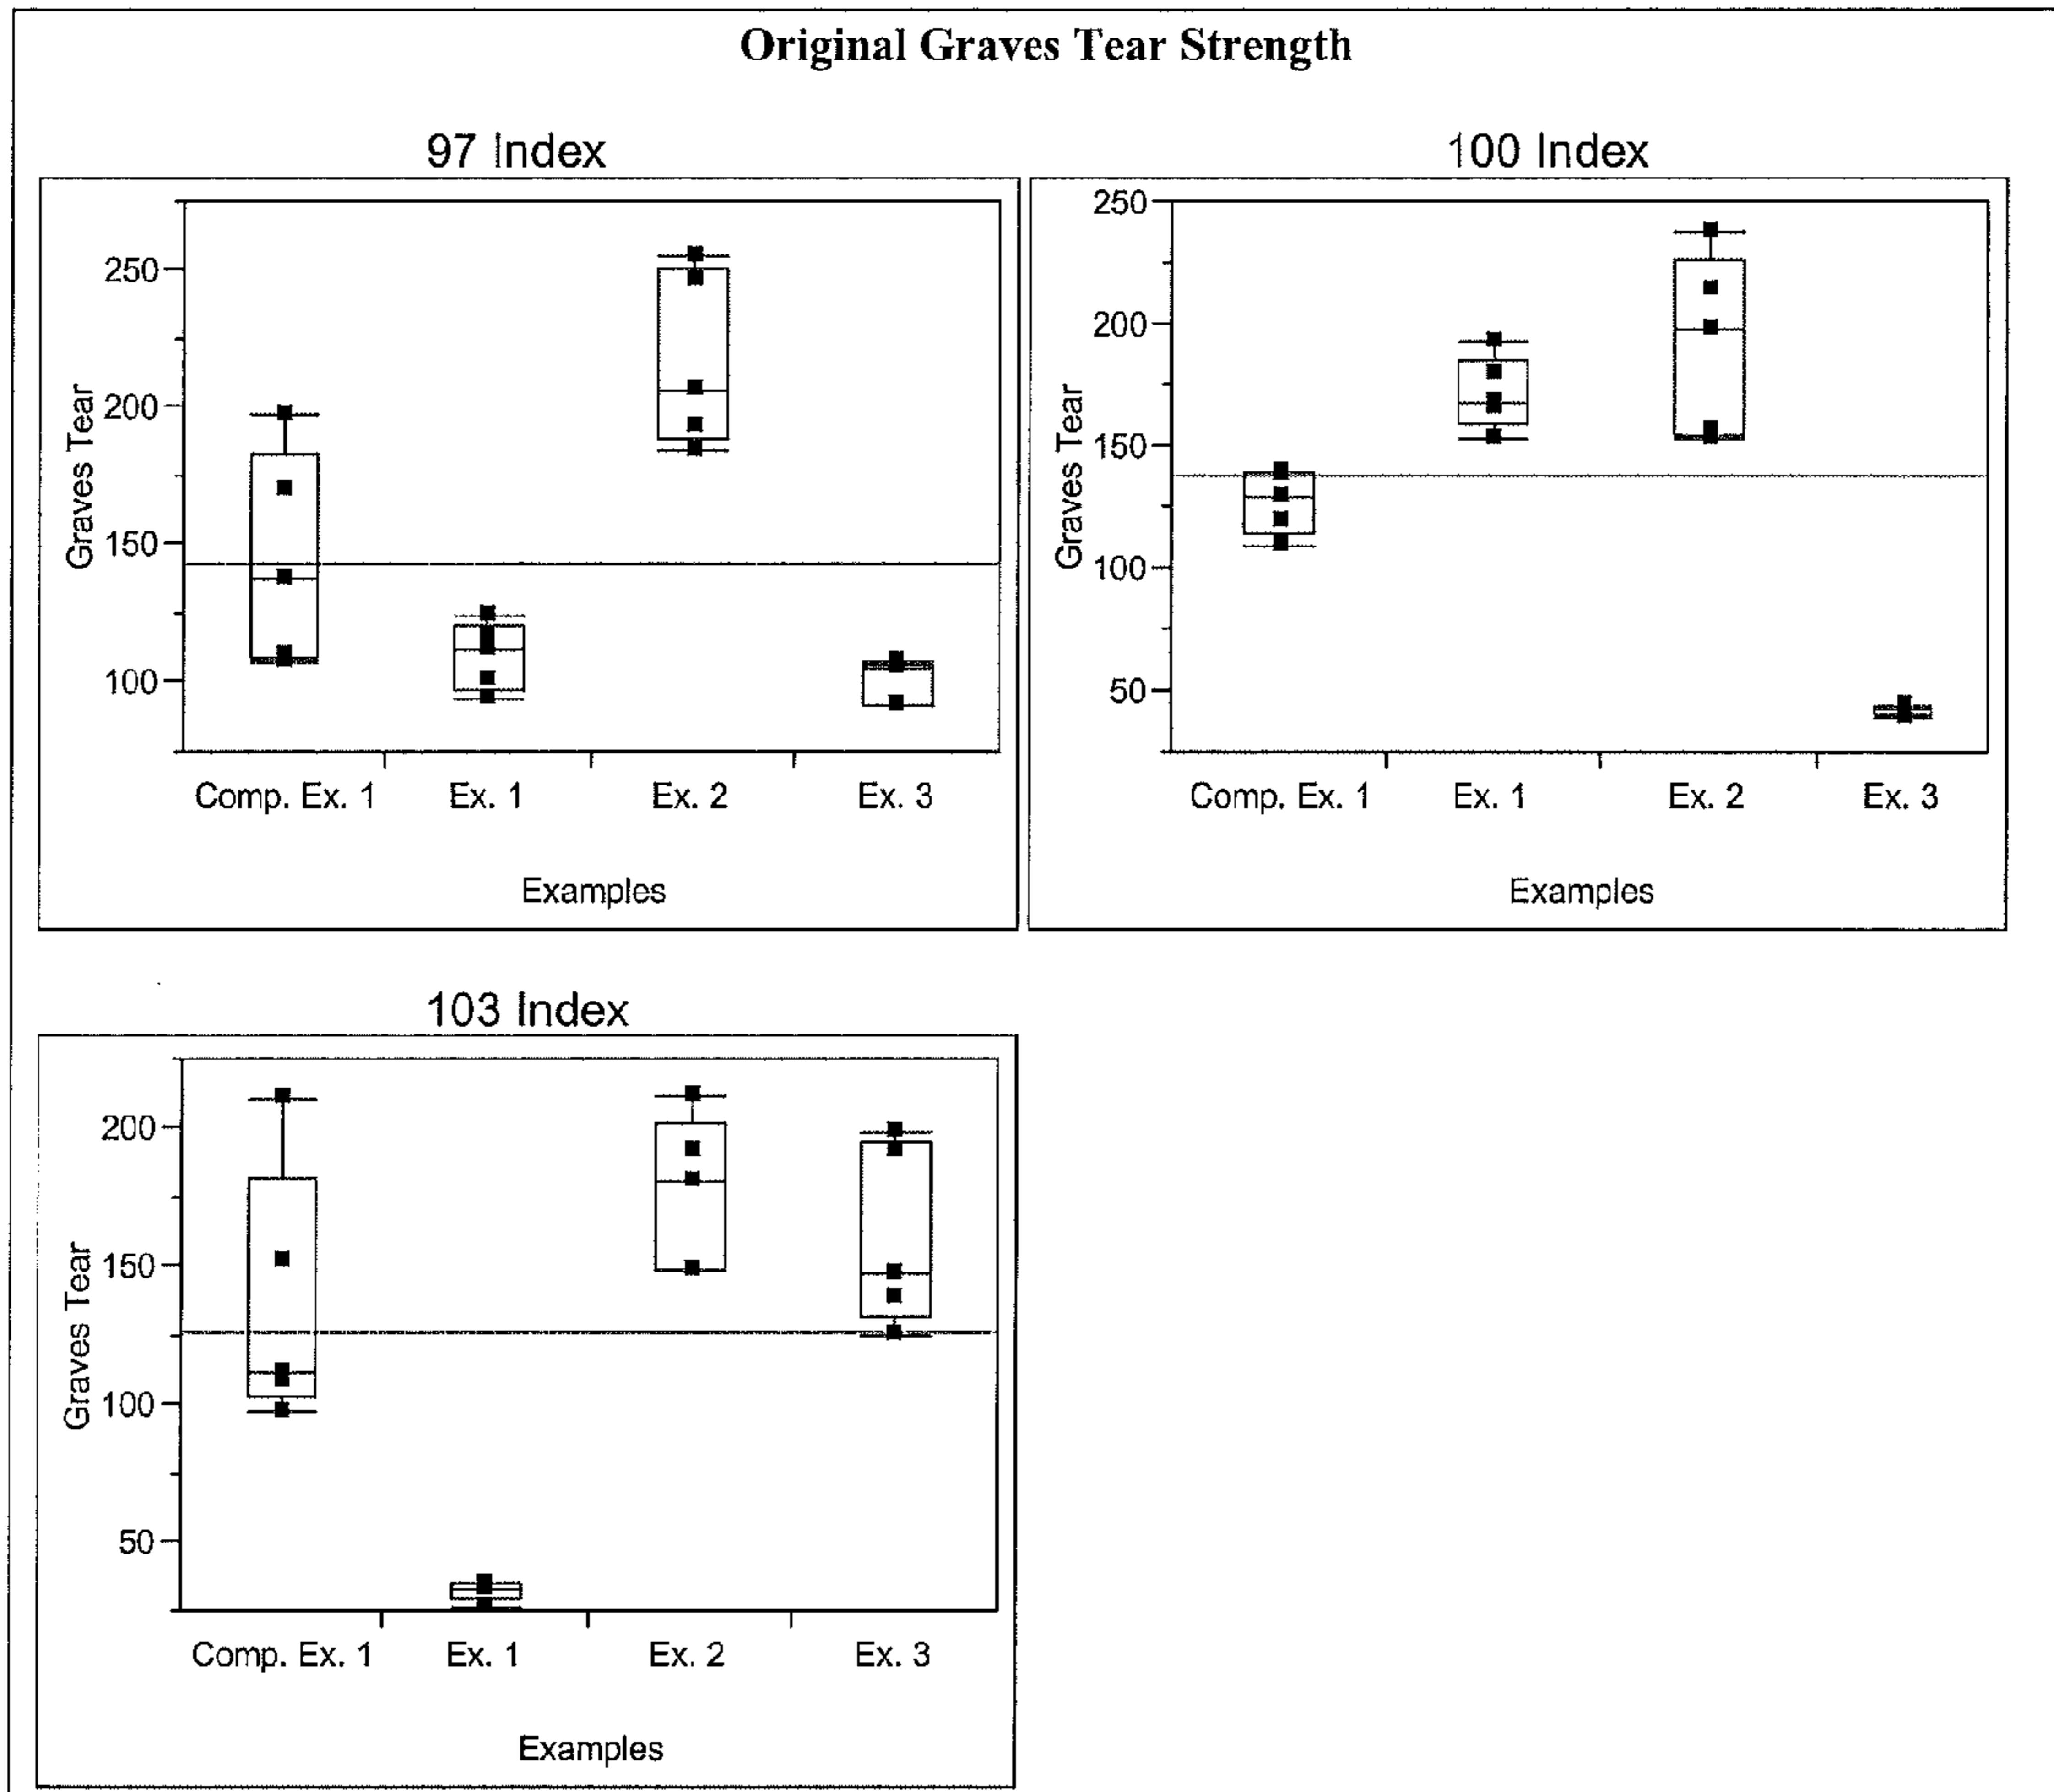 Original Graves Tear Strength
97 Index
250
200
150
100
Graves Tear
Comp. Ex. 1 Ex. 1 Ex. 2 Ex. 3
Examples
100 Index
250
200
150
100
50
Graves Tear
Comp. Ex. 1 Ex. 1 Ex. 2 Ex. 3
Examples
103 Index
200
150
100
50
Graves Tear
Comp. Ex. 1 Ex. 1 Ex. 2 Ex. 3
Examples